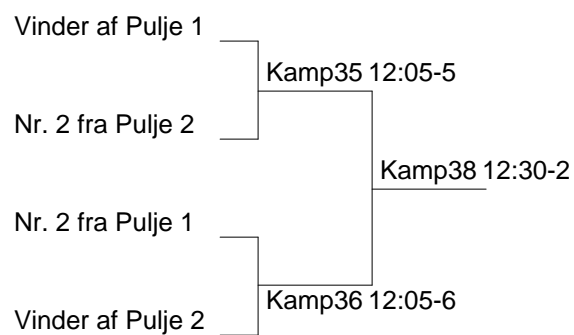 Vinder af Pulje 1
Kamp35 12:05-5
Nr. 2 fra Pulje 2
Kamp38 12:30-2
Nr. 2 fra Pulje 1
Kamp36 12:05-6
Vinder af Pulje 2